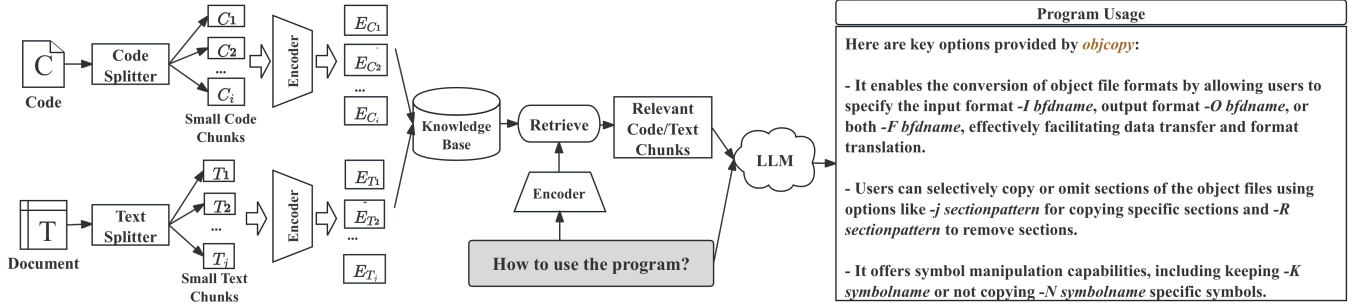 C
Code
Code
Splitter
C1
C2
...
Ci
Small Code
Chunks
Encoder
EC1
EC2
...
ECi
T
Document
Text
Splitter
T1
T2
...
Tj
Small Text
Chunks
Encoder
ET1
ET2
...
ETi
Knowledge
Base
Retrieve
Encoder
How to use the program?
Relevant
Code/Text
Chunks
LLM
Program Usage
Here are key options provided by objcopy:
- It enables the conversion of object file formats by allowing users to
specify the input format -I bfdname, output format -O bfdname, or
both -F bfdname, effectively facilitating data transfer and format
translation.
- Users can selectively copy or omit sections of the object files using
options like -j sectionpattern for copying specific sections and -R
sectionpattern to remove sections.
- It offers symbol manipulation capabilities, including keeping -K
symbolname or not copying -N symbolname specific symbols.